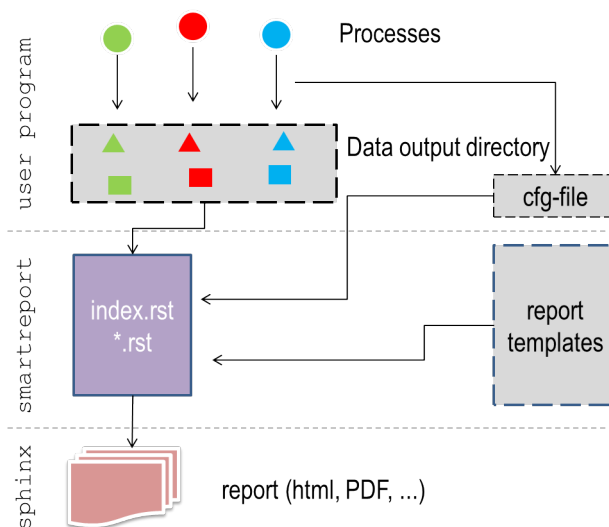 user program
Processes
Data output directory
cfg-file
smartreport
index.rst
*.rst
report
templates
sphinx
report (html, PDF, ...)